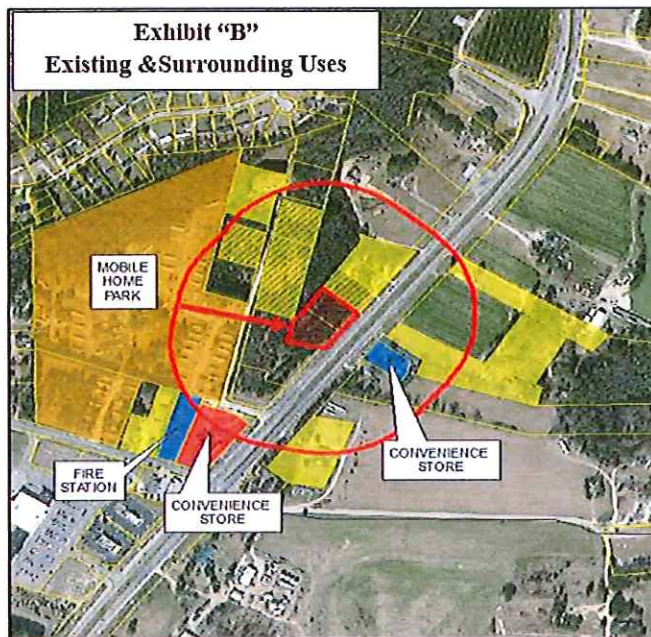 Exhibit “B”
Existing &Surrounding Uses
MOBILE
HOME
PARK
CONVENIENCE
STORE
FIRE
STATION
CONVENIENCE
STORE